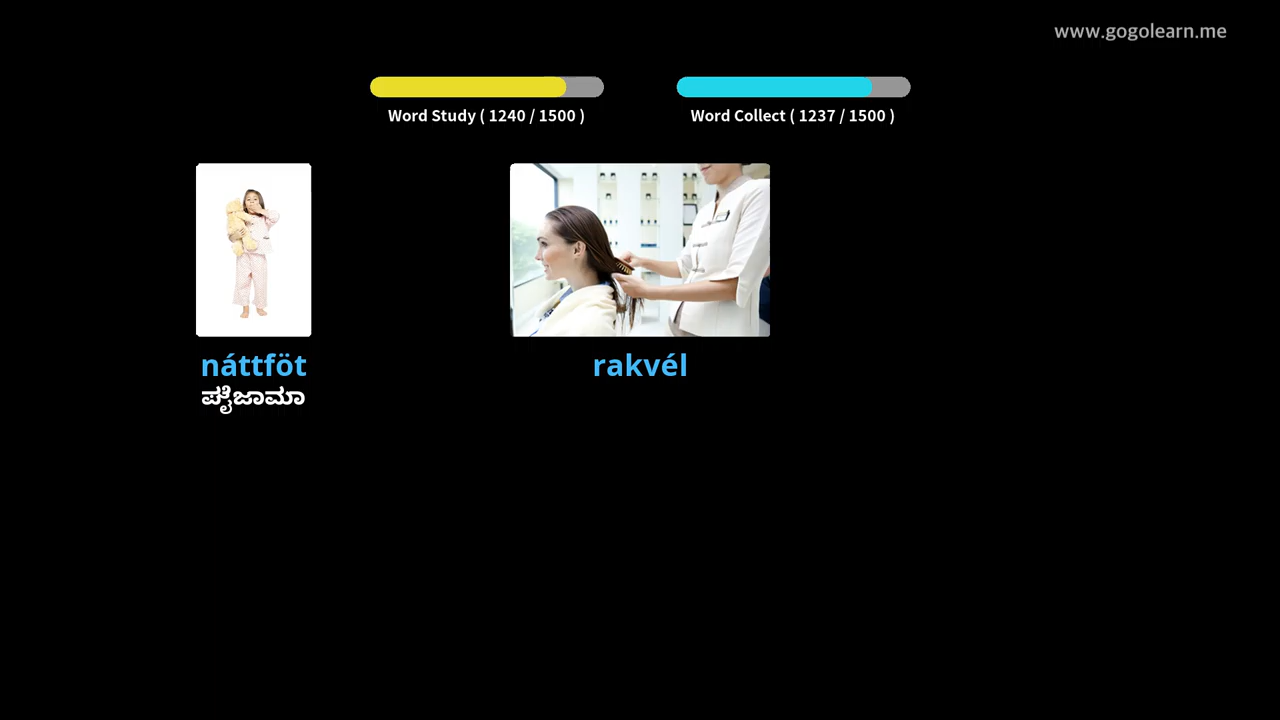 www.gogolearn.me
Word Study ( 1240 / 1500 )
Word Collect ( 1237 / 1500 )
náttföt
ಪೈಜಾಮಾ
rakvél